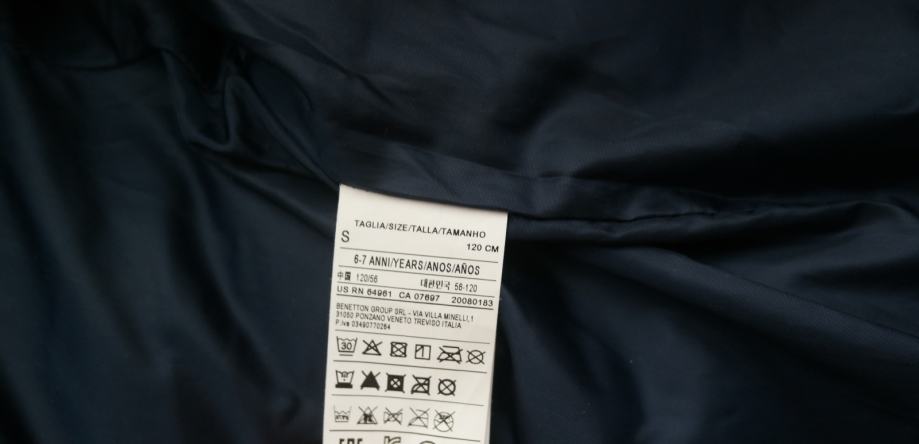 TAGLIA/SIZE/TALLA/TAMANHO
S 120 CM
6-7 ANNI/YEARS/ANOS/AÑOS
中国 120/56 대한민국 56-120
US RN 64961 CA 07697 20080183
BENETTON GROUP SRL - VIA VILLA MINELLI,1
31050 PONZANO VENETO TREVISO ITALIA
P.iva 03490770264
30